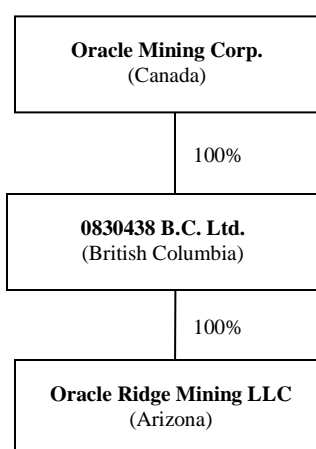 Oracle Mining Corp.
(Canada)
100%
0830438 B.C. Ltd.
(British Columbia)
100%
Oracle Ridge Mining LLC
(Arizona)